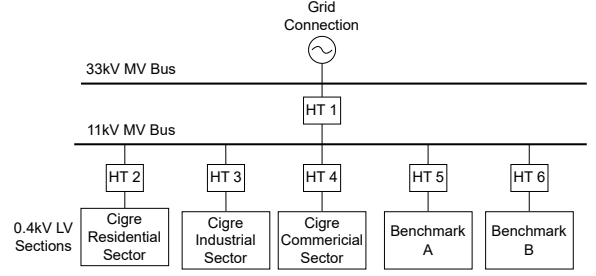 Grid
Connection
33kV MV Bus
HT 1
11kV MV Bus
HT 2
HT 3
HT 4
HT 5
HT 6
0.4kV LV
Sections
Cigre
Residential
Sector
Cigre
Industrial
Sector
Cigre
Commericial
Sector
Benchmark
A
Benchmark
B